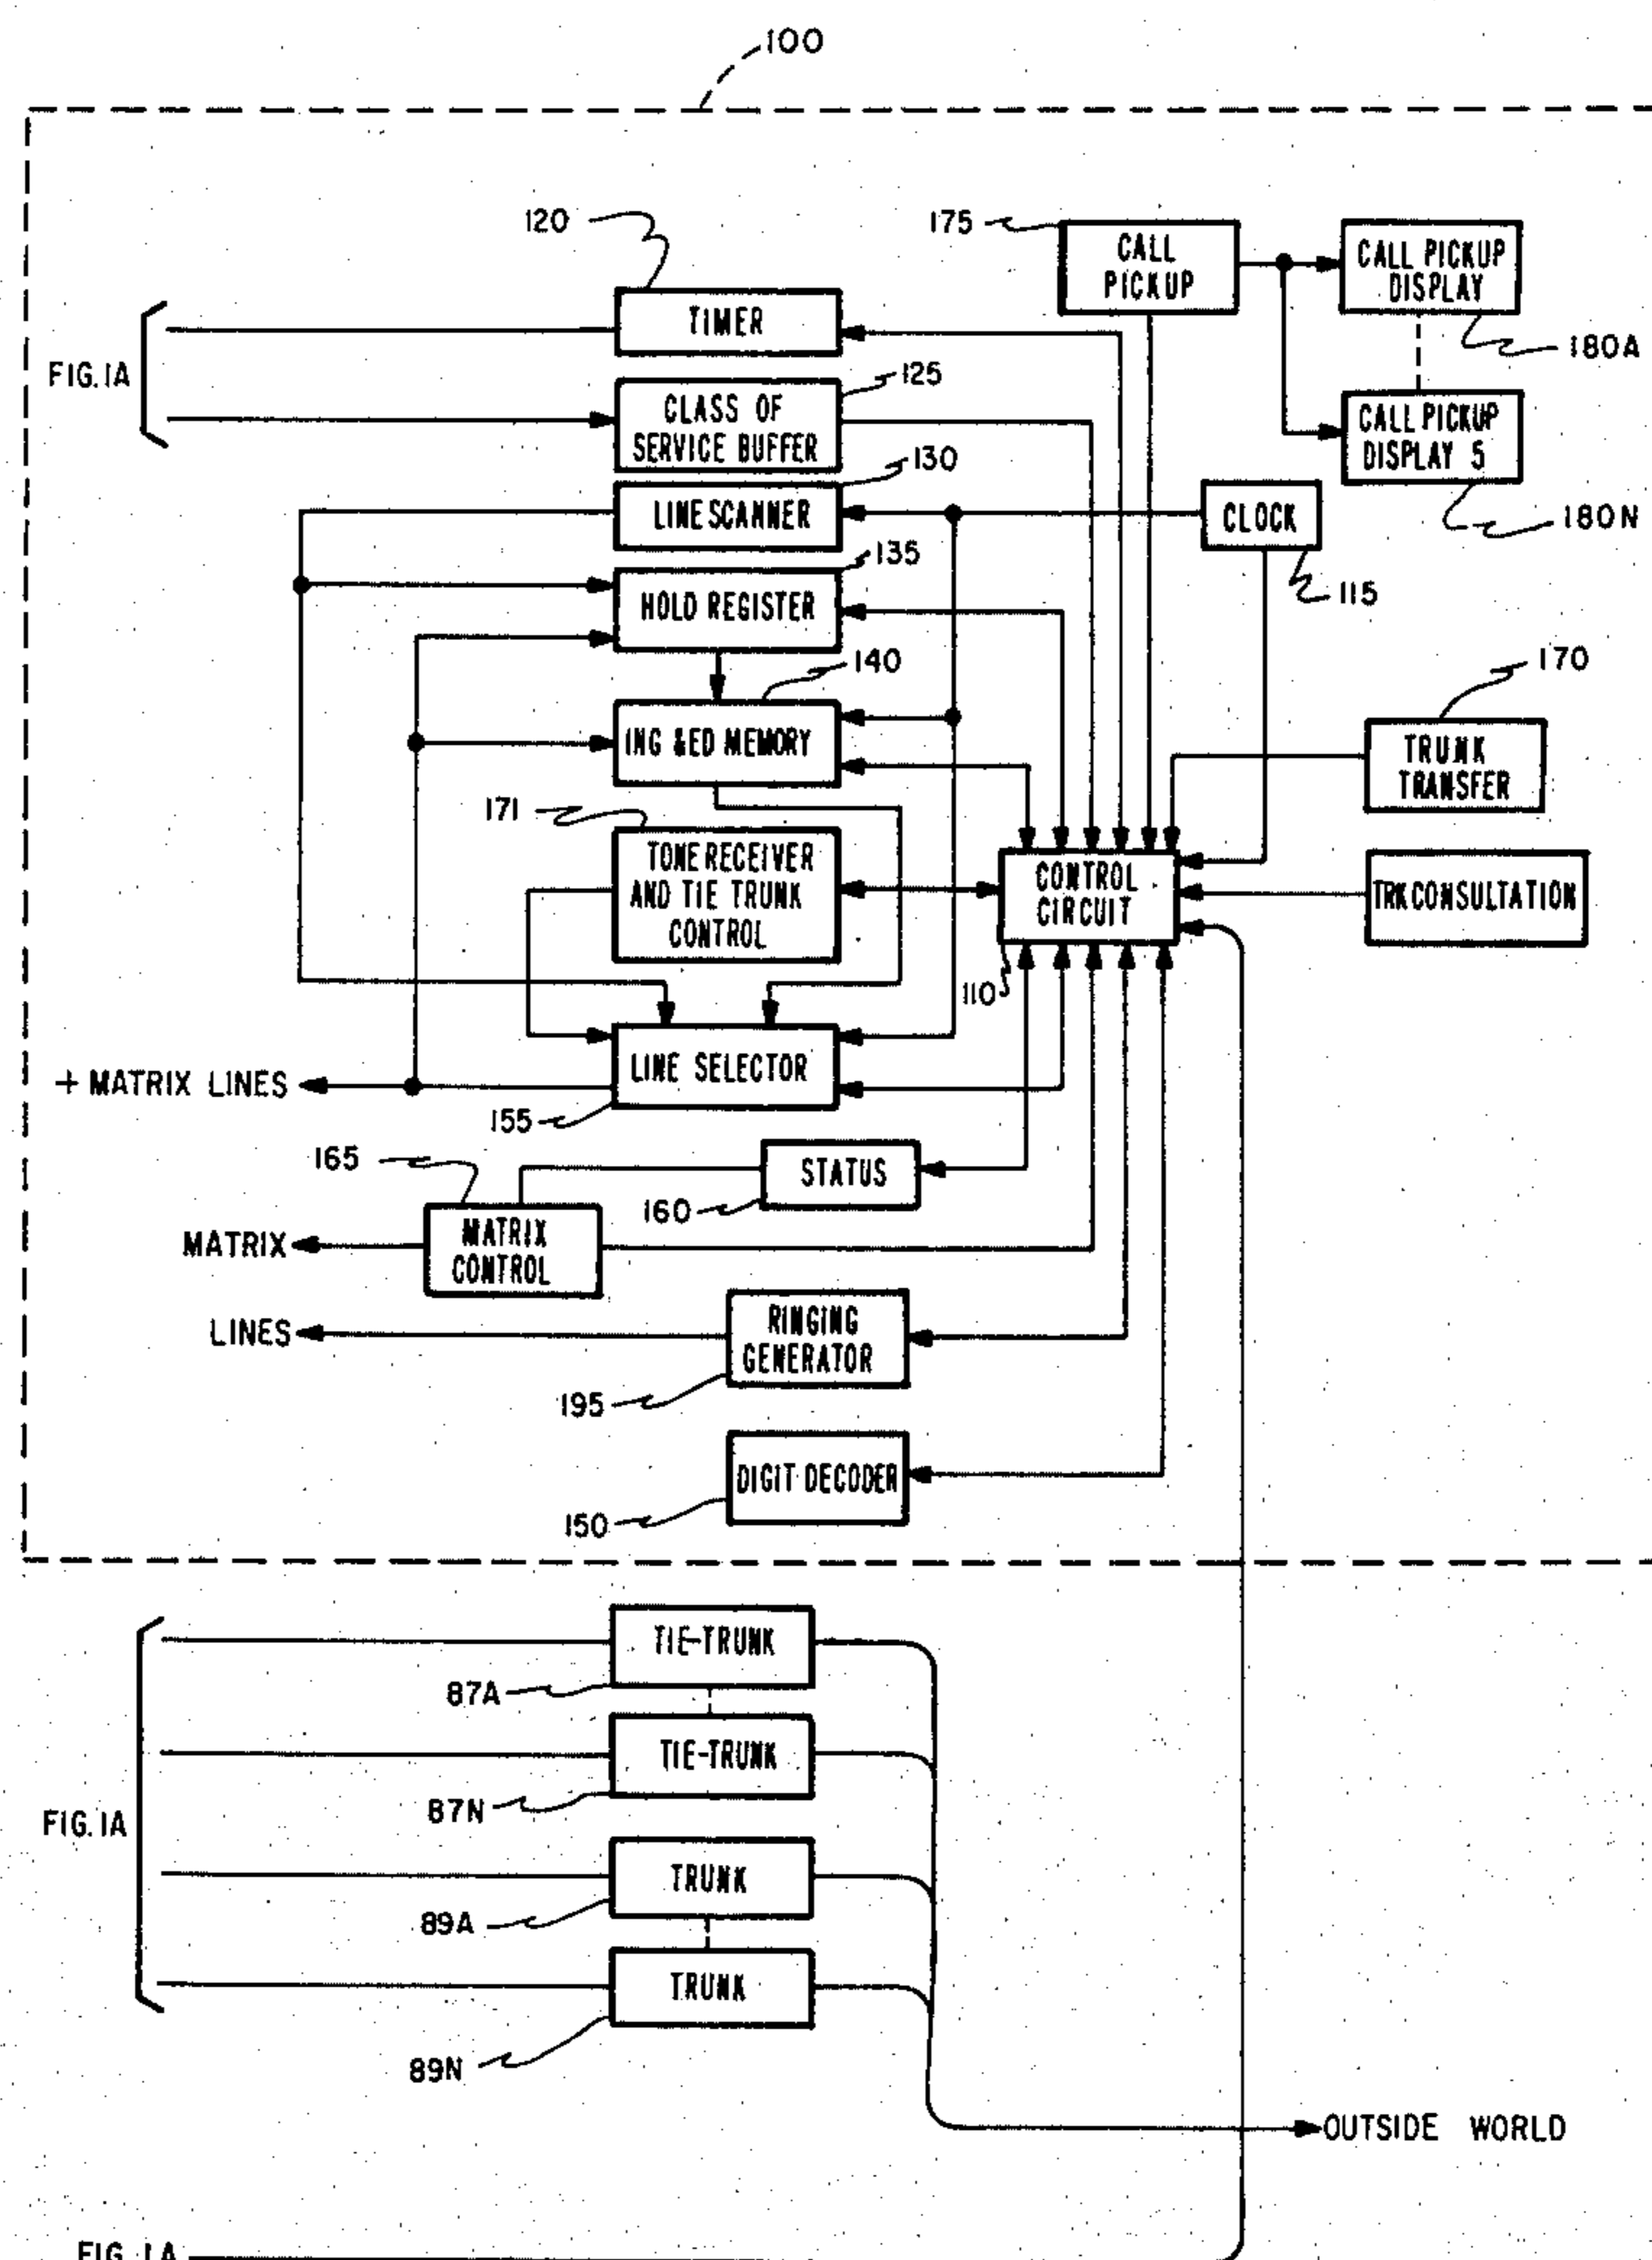 100
120
175
CALL
PICKUP
CALL PICKUP
DISPLAY
TIMER
180A
FIG.1A
125
CLASS OF
SERVICE BUFFER
CALL PICKUP
DISPLAY 5
130
LINE SCANNER
CLOCK
180N
135
115
HOLD REGISTER
140
170
ING & ED MEMORY
TRUNK
TRANSFER
171
TONE RECEIVER
AND TIE TRUNK
CONTROL
CONTROL
CIRCUIT
TRK CONSULTATION
110
LINE SELECTOR
+ MATRIX LINES
155
165
STATUS
160
MATRIX
MATRIX
CONTROL
LINES
RINGING
GENERATOR
195
DIGIT DECODER
150
TIE-TRUNK
87A
TIE-TRUNK
87N
FIG.1A
TRUNK
89A
TRUNK
89N
OUTSIDE WORLD
FIG. 1A